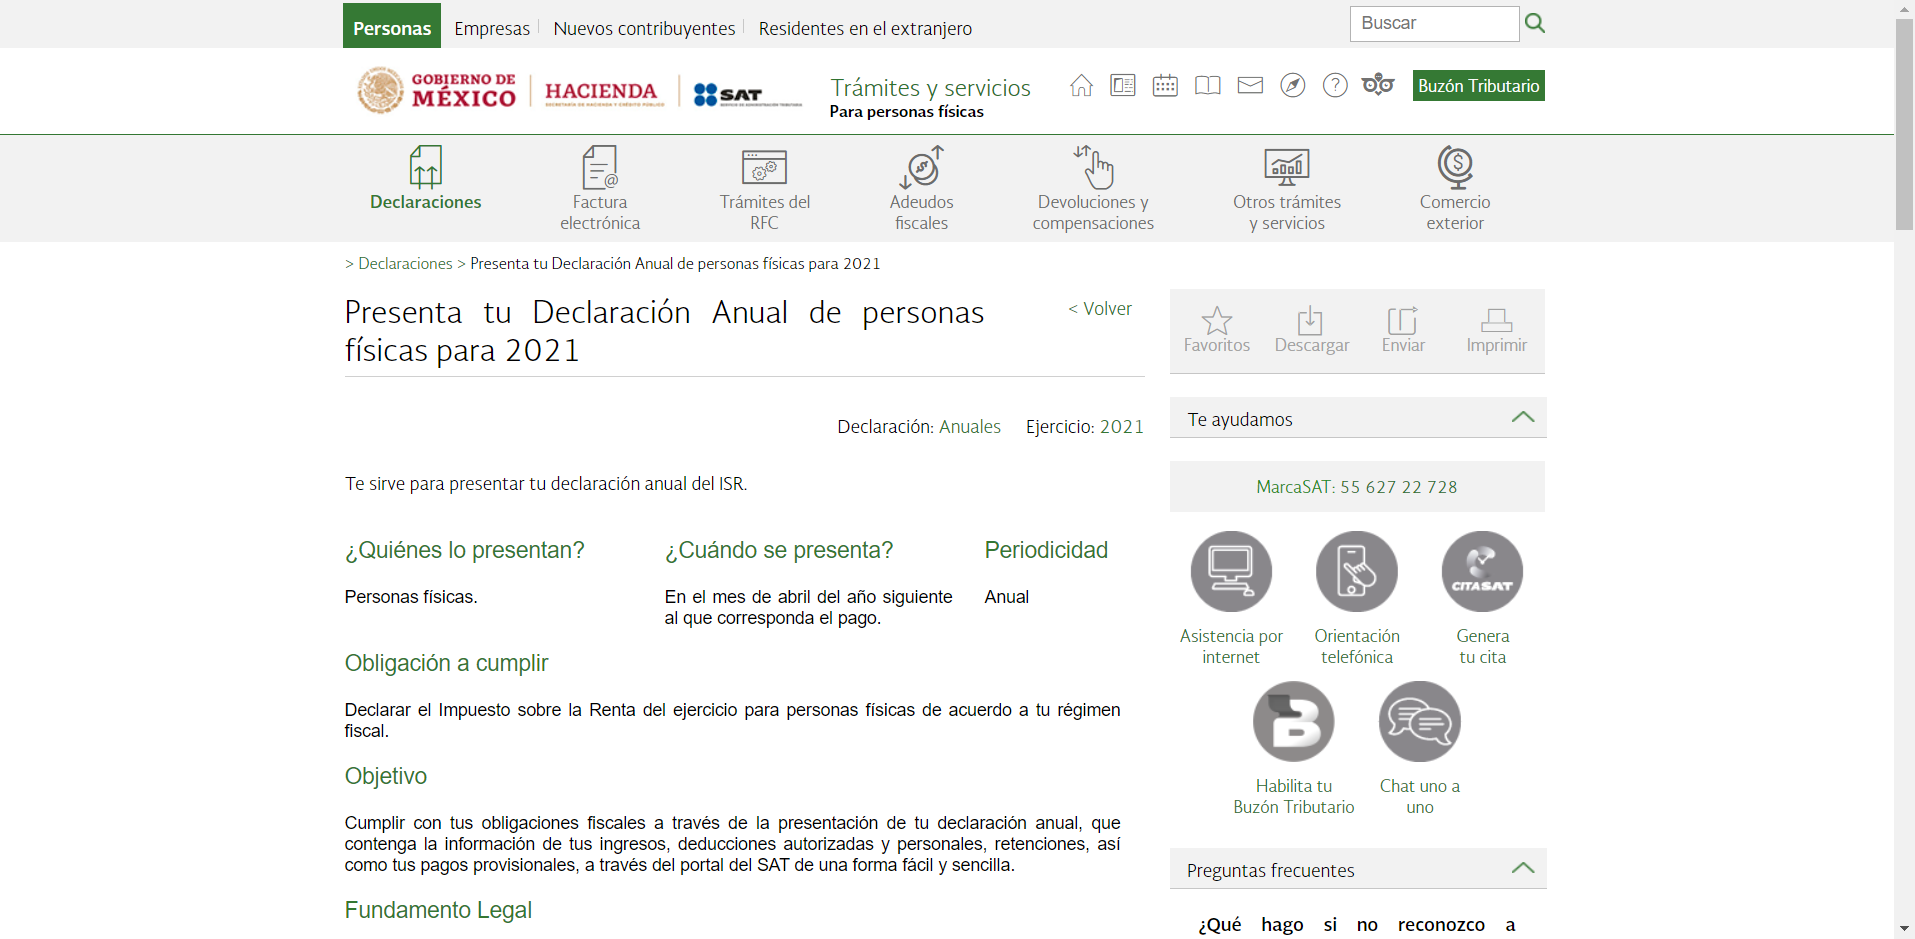 Personas Empresas Nuevos contribuyentes Residentes en el extranjero Buscar
GOBIERNO DE
MÉXICO
HACIENDA
SECRETARÍA DE HACIENDA Y CRÉDITO PÚBLICO
SAT
SERVICIO DE ADMINISTRACIÓN TRIBUTARIA
Trámites y servicios
Para personas físicas
Buzón Tributario
Declaraciones
Factura
electrónica
Trámites del
RFC
Adeudos
fiscales
Devoluciones y
compensaciones
Otros trámites
y servicios
Comercio
exterior
> Declaraciones > Presenta tu Declaración Anual de personas físicas para 2021
Presenta tu Declaración Anual de personas
físicas para 2021
< Volver
Declaración: Anuales Ejercicio: 2021
Te sirve para presentar tu declaración anual del ISR.
¿Quiénes lo presentan?
Personas físicas.
¿Cuándo se presenta?
En el mes de abril del año siguiente
al que corresponda el pago.
Periodicidad
Anual
Obligación a cumplir
Declarar el Impuesto sobre la Renta del ejercicio para personas físicas de acuerdo a tu régimen
fiscal.
Objetivo
Cumplir con tus obligaciones fiscales a través de la presentación de tu declaración anual, que
contenga la información de tus ingresos, deducciones autorizadas y personales, retenciones, así
como tus pagos provisionales, a través del portal del SAT de una forma fácil y sencilla.
Fundamento Legal
Favoritos Descargar Enviar Imprimir
Te ayudamos
MarcaSAT: 55 627 22 728
CITASAT
Asistencia por
internet
Orientación
telefónica
Genera
tu cita
Habilita tu
Buzón Tributario
Chat uno a
uno
Preguntas frecuentes
¿Qué hago si no reconozco a